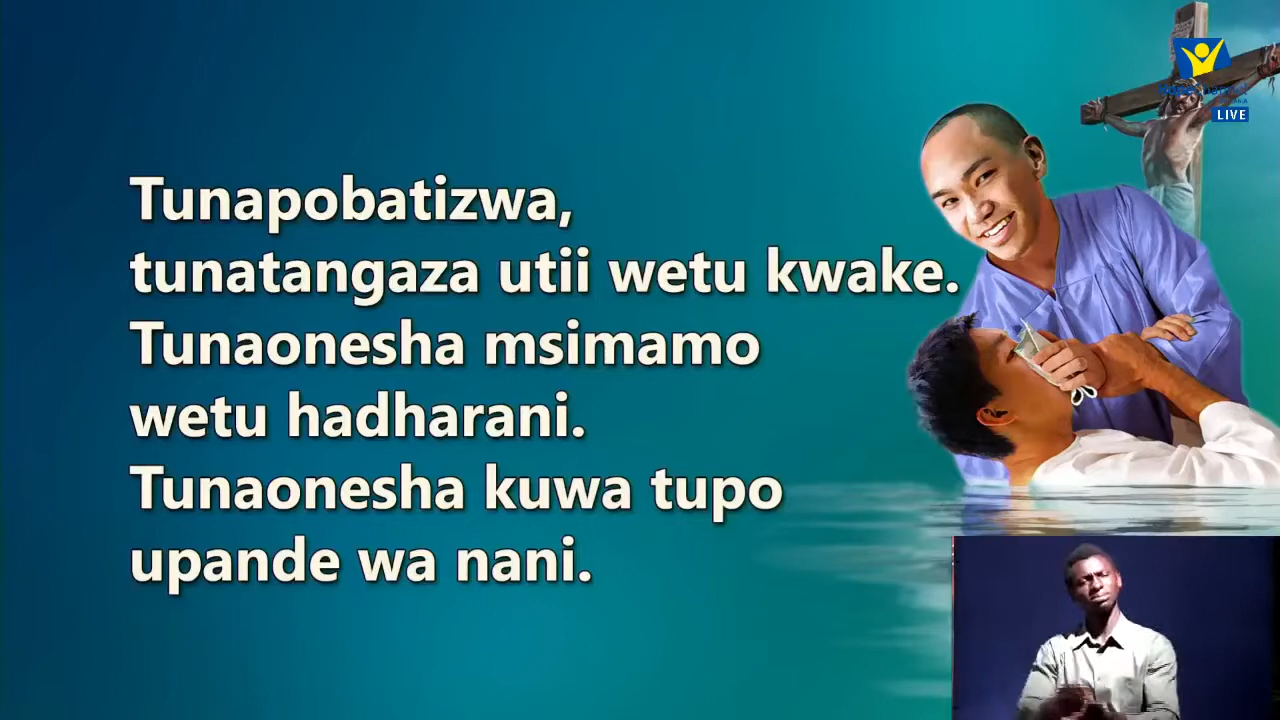 Tunapobatizwa,
tunatangaza utii wetu kwake.
Tunaonesha msimamo
wetu hadharani.
Tunaonesha kuwa tupo
upande wa nani.
LIVE